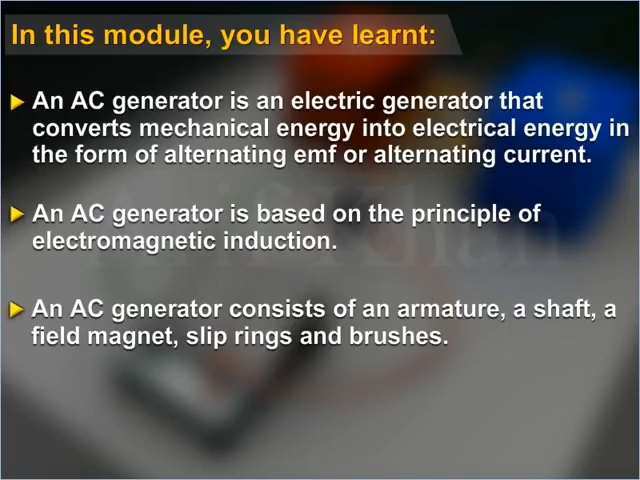 In this module, you have learnt:
An AC generator is an electric generator that
converts mechanical energy into electrical energy in
the form of alternating emf or alternating current.
An AC generator is based on the principle of
electromagnetic induction.
An AC generator consists of an armature, a shaft, a
field magnet, slip rings and brushes.